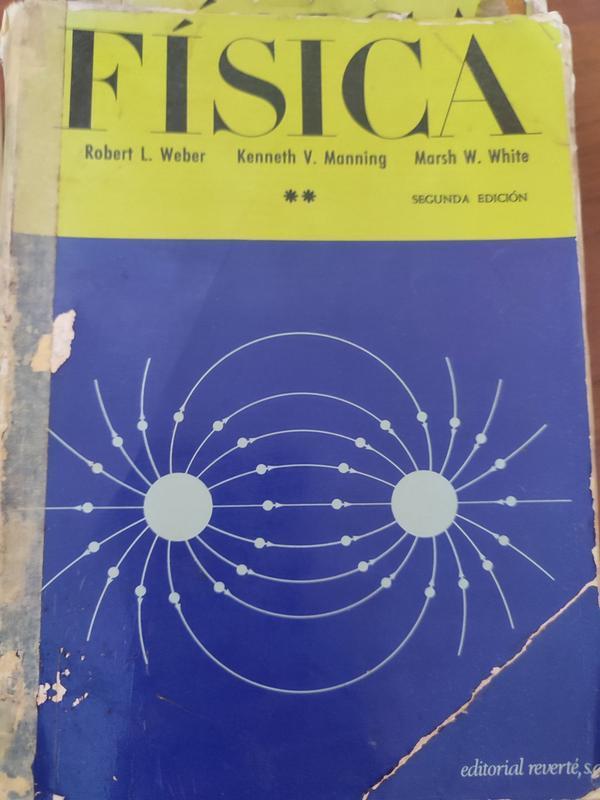 FÍSICA
Robert L. Weber Kenneth V. Manning Marsh W. White
** SEGUNDA EDICIÓN
editorial reverté, s.a